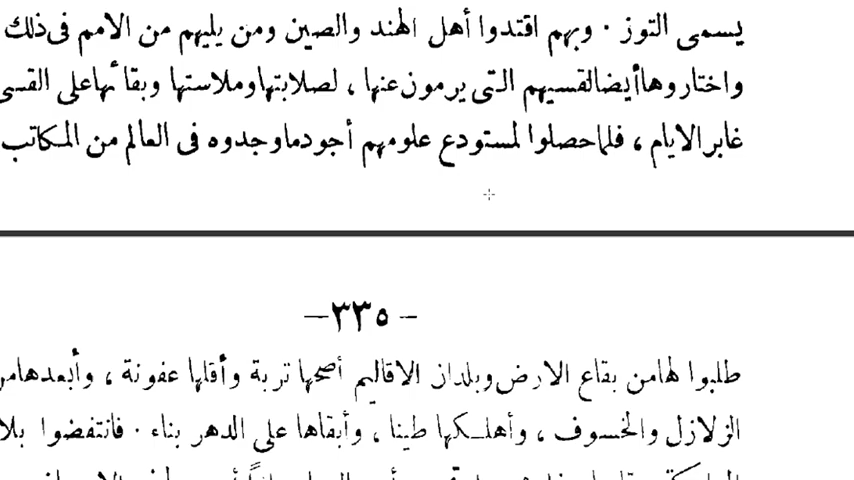 يسمى التوز . وبهم اقتدوا أهل الهند والصين ومن يليهم من الامم فى ذلك
واختاروها أيضا لقسيهم التى يرمون عنها ، لصلابتها وملاستها وبقائها على القسى
غابر الايام ، فلما حصلوا لمستودع علومهم أجود ما وجدوه فى العالم من المكاتب
— ٣٣٥ —
طلبوا لها من بقاع الارض وبلدان الاقاليم أصحها تربة وأقلها عفونة ، وأبعدها من
الزلازل والخسوف ، وأهلكها طينا ، وأبقاها على الدهر بناء . فانتفضوا بلا